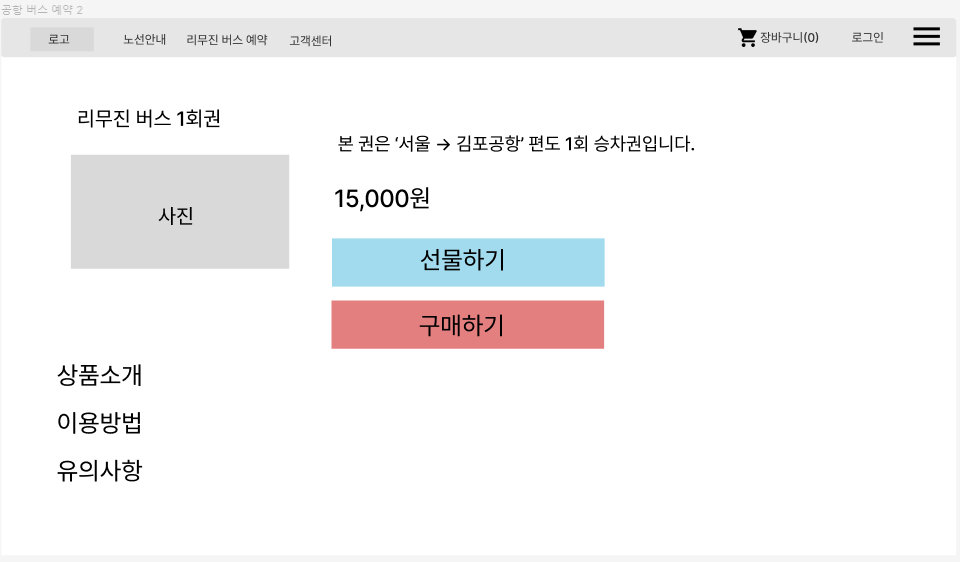 공항 버스 예약 2
로고 노선안내 리무진 버스 예약 고객센터 장바구니(0) 로그인
리무진 버스 1회권
본 권은 ‘서울 → 김포공항’ 편도 1회 승차권입니다.
사진
15,000원
선물하기
구매하기
상품소개
이용방법
유의사항